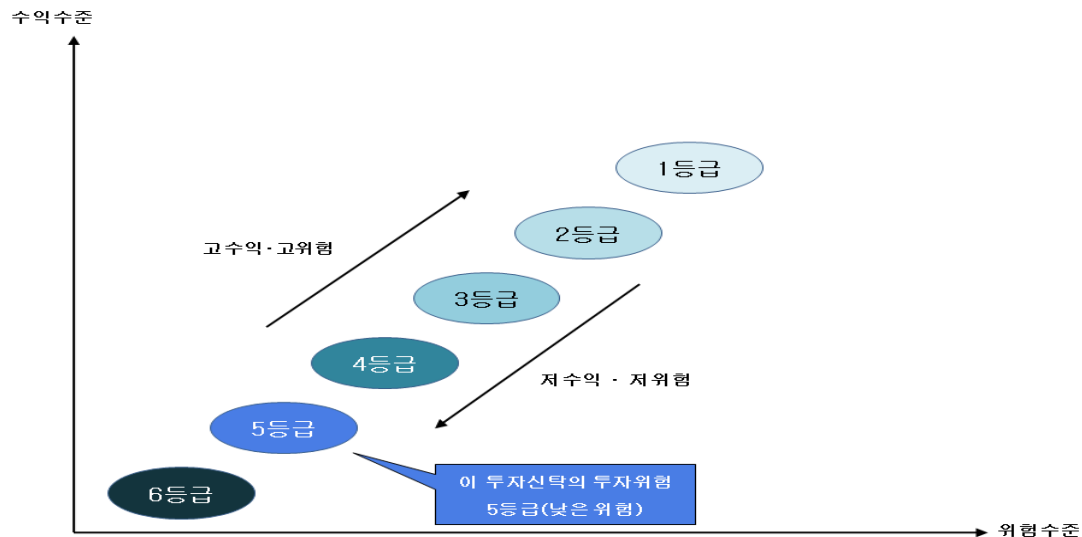 수익수준
1등급
2등급
고수익·고위험
3등급
4등급
저수익 · 저위험
5등급
이 투자신탁의 투자위험
5등급(낮은 위험)
6등급
위험수준